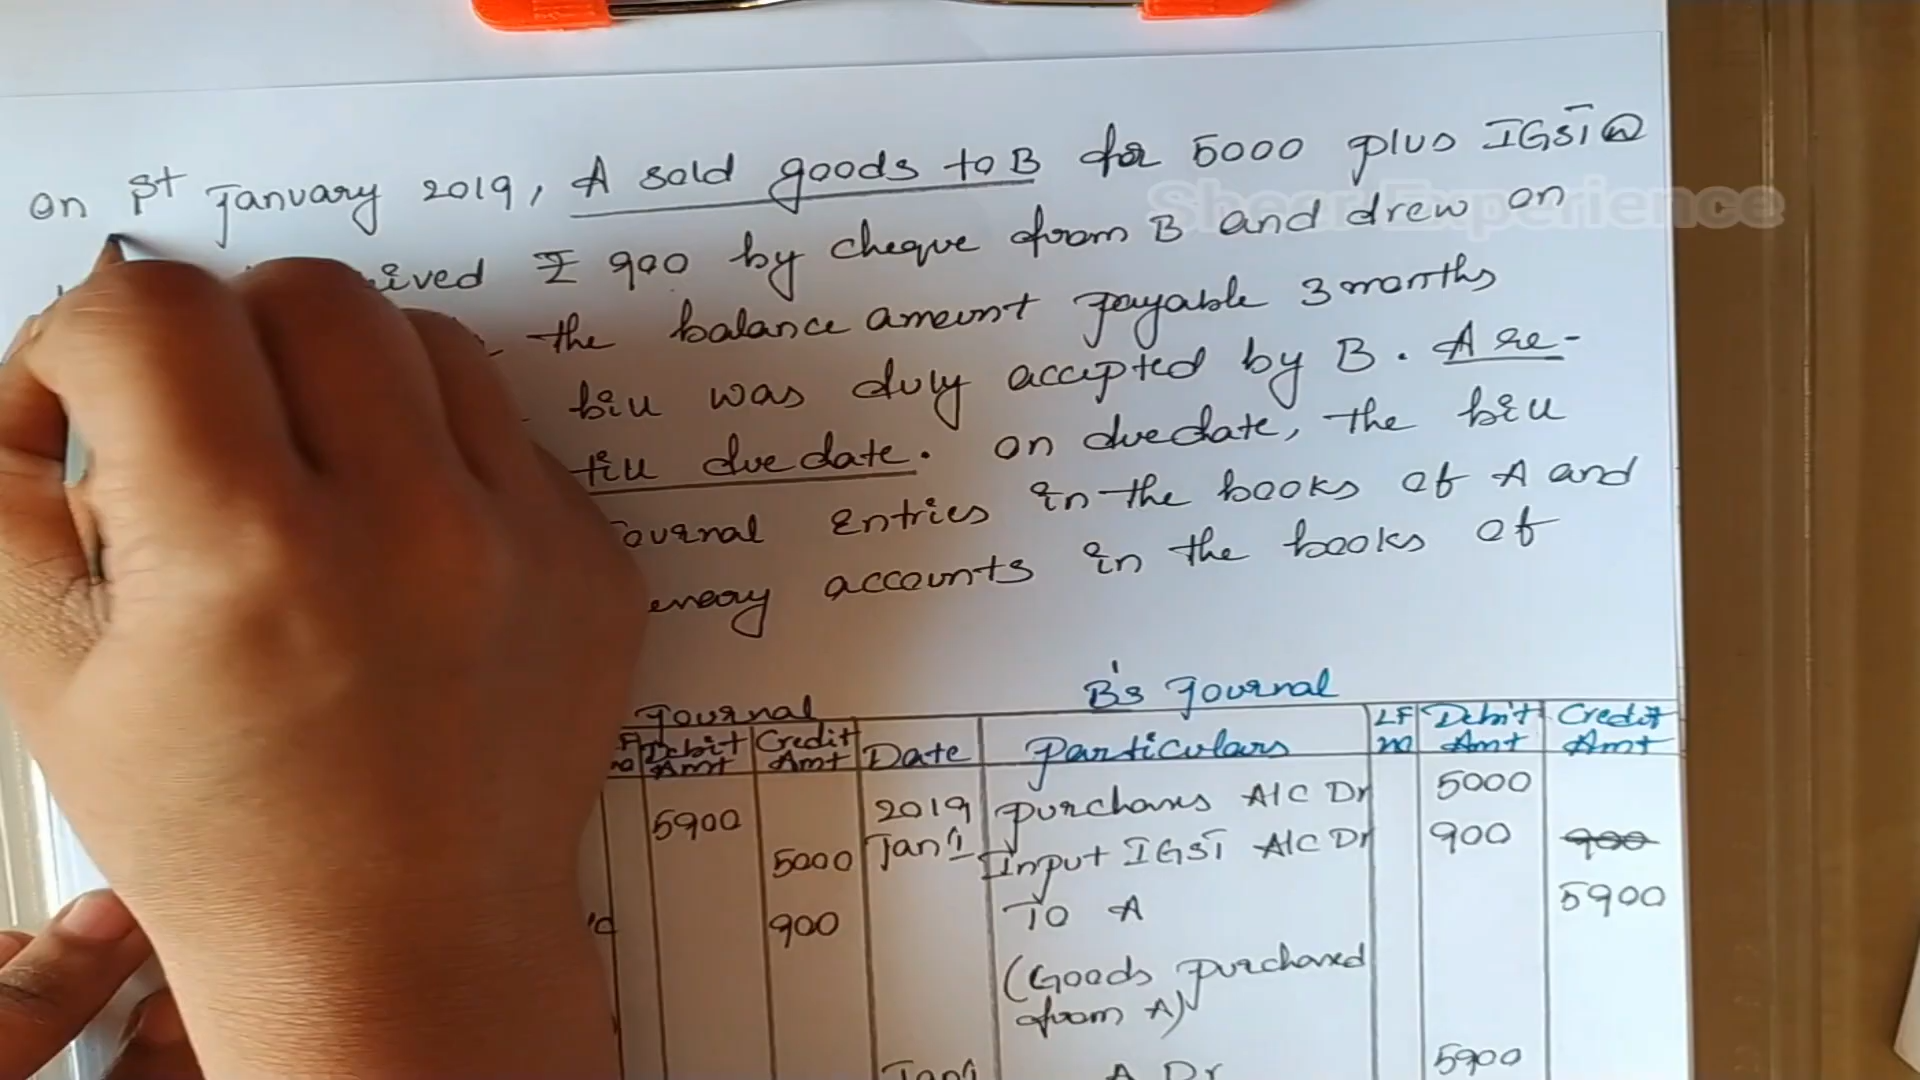 On 1st January 2019, A sold goods to B for 5000 plus IGST@
₹ 900 by cheque from B and drew on
the balance amount payable 3 months
bill was duly accepted by B. A re-
till due date. On due date, the bill
Entries in the books of A and
accounts in the books of
Shear Experience
Journal
B's Journal
Debit Amt Credit Amt Date Particulars LF no Debit Amt Credit Amt
5900 2019 Purchases A/C Dr 5000
5000 Jan 1 Input IGST A/C Dr 900 900
900 To A 5900
(Goods purchased
from A)
Jan 1 A Dr 5900